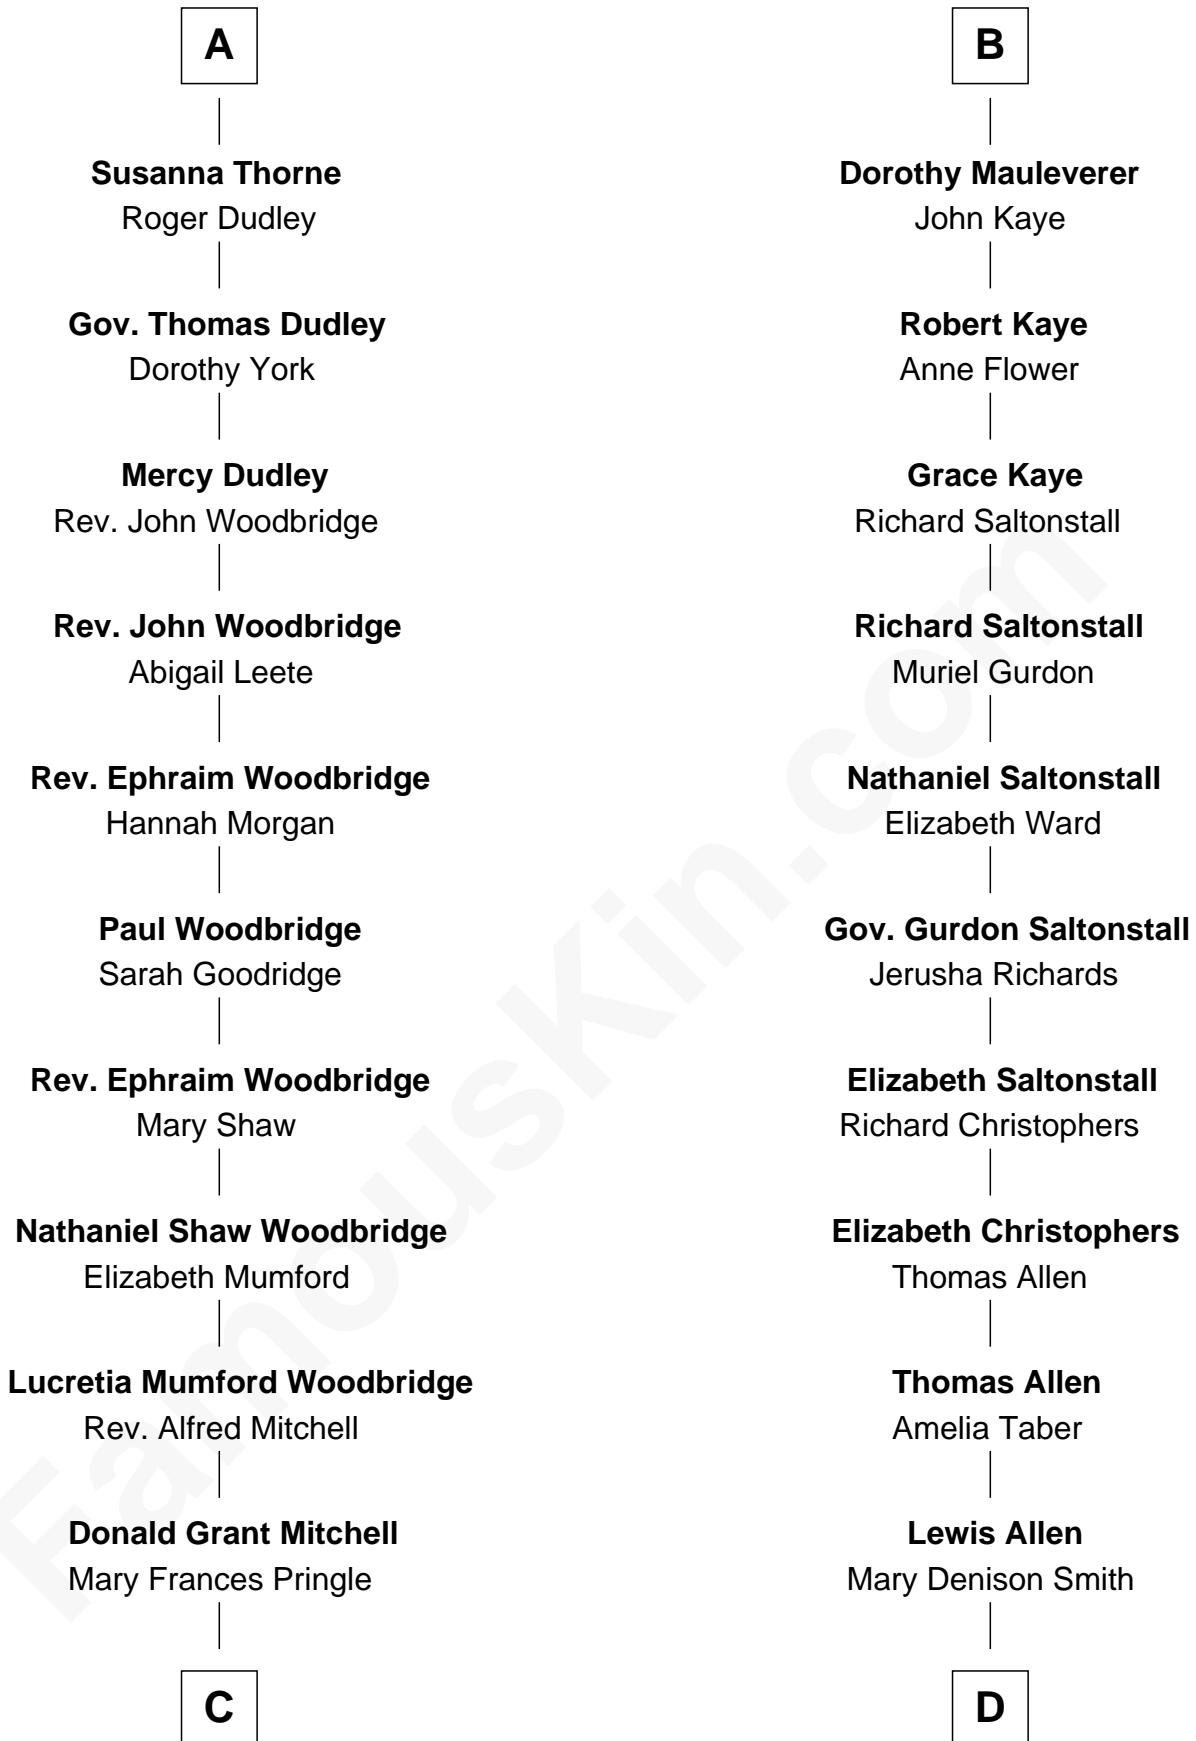 A
Susanna Thorne
Roger Dudley
Gov. Thomas Dudley
Dorothy York
Mercy Dudley
Rev. John Woodbridge
Rev. John Woodbridge
Abigail Leete
Rev. Ephraim Woodbridge
Hannah Morgan
Paul Woodbridge
Sarah Goodridge
Rev. Ephraim Woodbridge
Mary Shaw
Nathaniel Shaw Woodbridge
Elizabeth Mumford
Lucretia Mumford Woodbridge
Rev. Alfred Mitchell
Donald Grant Mitchell
Mary Frances Pringle
C
B
Dorothy Mauleverer
John Kaye
Robert Kaye
Anne Flower
Grace Kaye
Richard Saltonstall
Richard Saltonstall
Muriel Gurdon
Nathaniel Saltonstall
Elizabeth Ward
Gov. Gurdon Saltonstall
Jerusha Richards
Elizabeth Saltonstall
Richard Christophers
Elizabeth Christophers
Thomas Allen
Thomas Allen
Amelia Taber
Lewis Allen
Mary Denison Smith
D
FamousKin.com